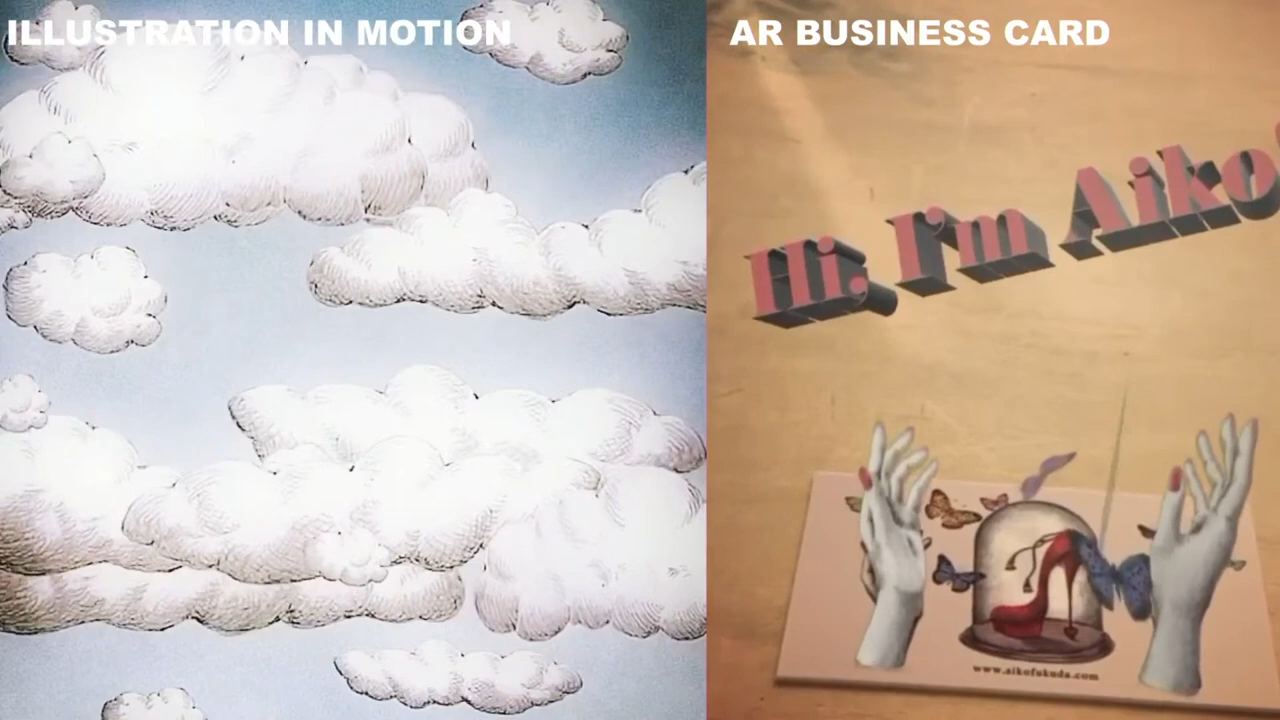 ILLUSTRATION IN MOTION
AR BUSINESS CARD
Hi, I'm Aiko
www.aikofukuda.com